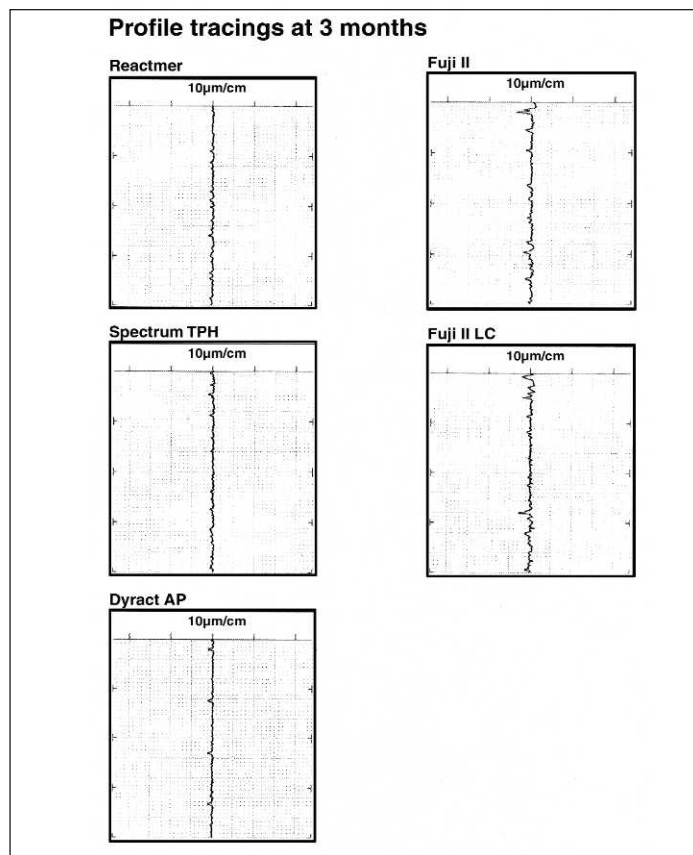 Profile tracings at 3 months
Reactmer
10µm/cm
Fuji II
10µm/cm
Spectrum TPH
10µm/cm
Fuji II LC
10µm/cm
Dyract AP
10µm/cm